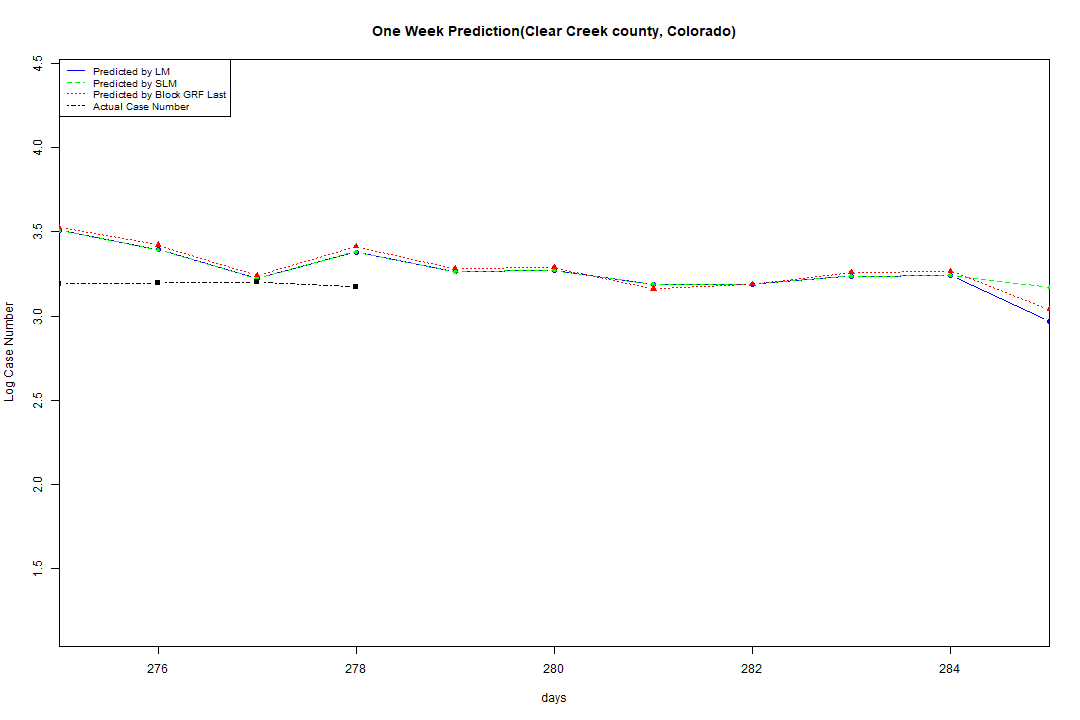 One Week Prediction(Clear Creek county, Colorado)
Predicted by LM
Predicted by SLM
Predicted by Block GRF Last
Actual Case Number
4.5
4.0
3.5
3.0
2.5
2.0
1.5
Log Case Number
276 278 280 282 284
days